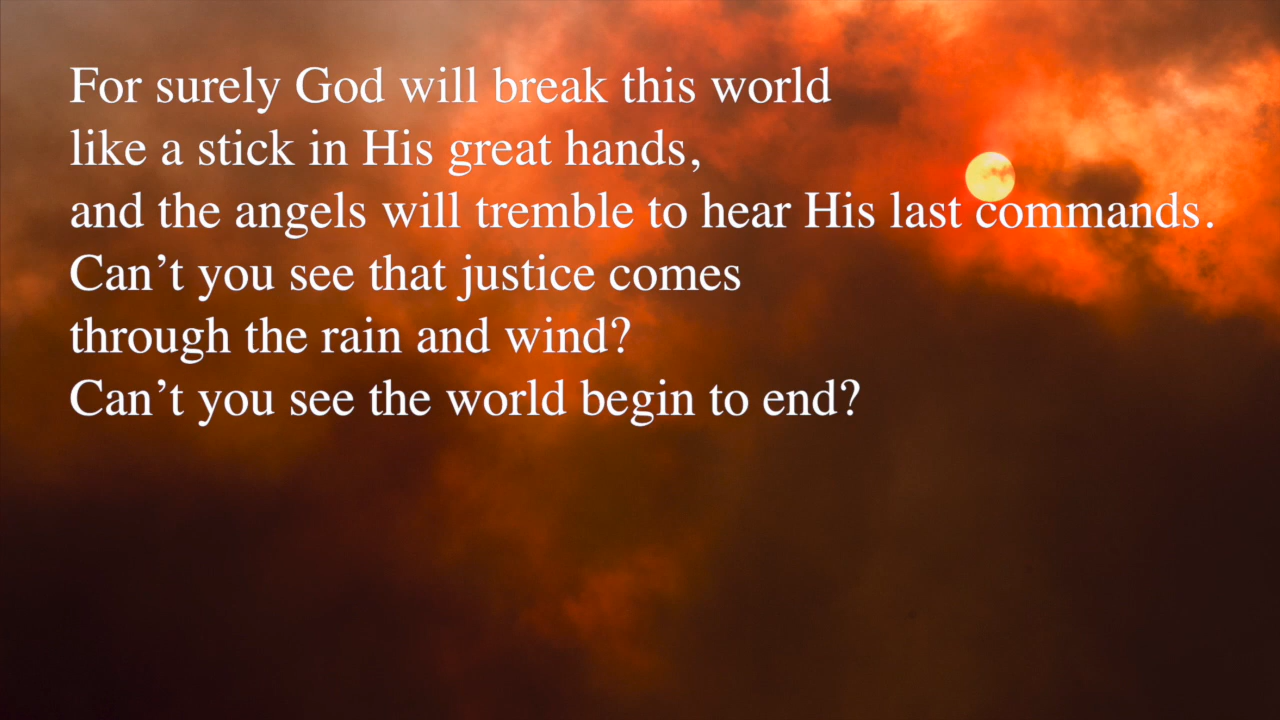 For surely God will break this world
like a stick in His great hands,
and the angels will tremble to hear His last commands.
Can’t you see that justice comes
through the rain and wind?
Can’t you see the world begin to end?